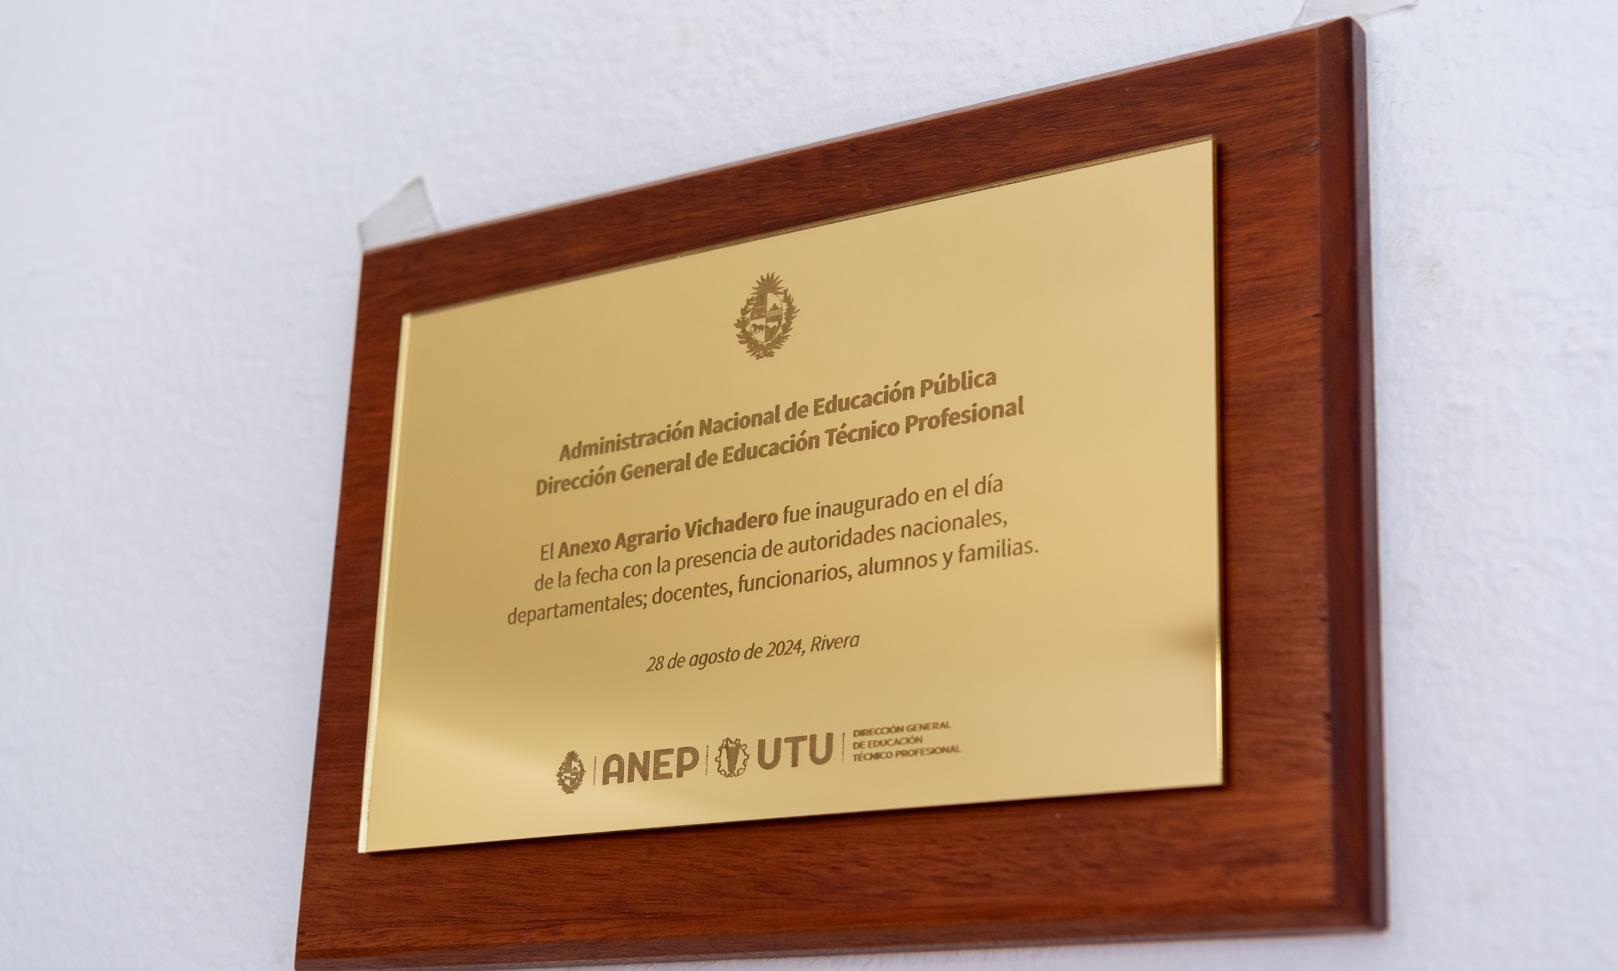 Administración Nacional de Educación Pública
Dirección General de Educación Técnico Profesional
El Anexo Agrario Vichadero fue inaugurado en el día
de la fecha con la presencia de autoridades nacionales,
departamentales; docentes, funcionarios, alumnos y familias.
28 de agosto de 2024, Rivera
ANEP UTU
DIRECCIÓN GENERAL
DE EDUCACIÓN
TÉCNICO PROFESIONAL